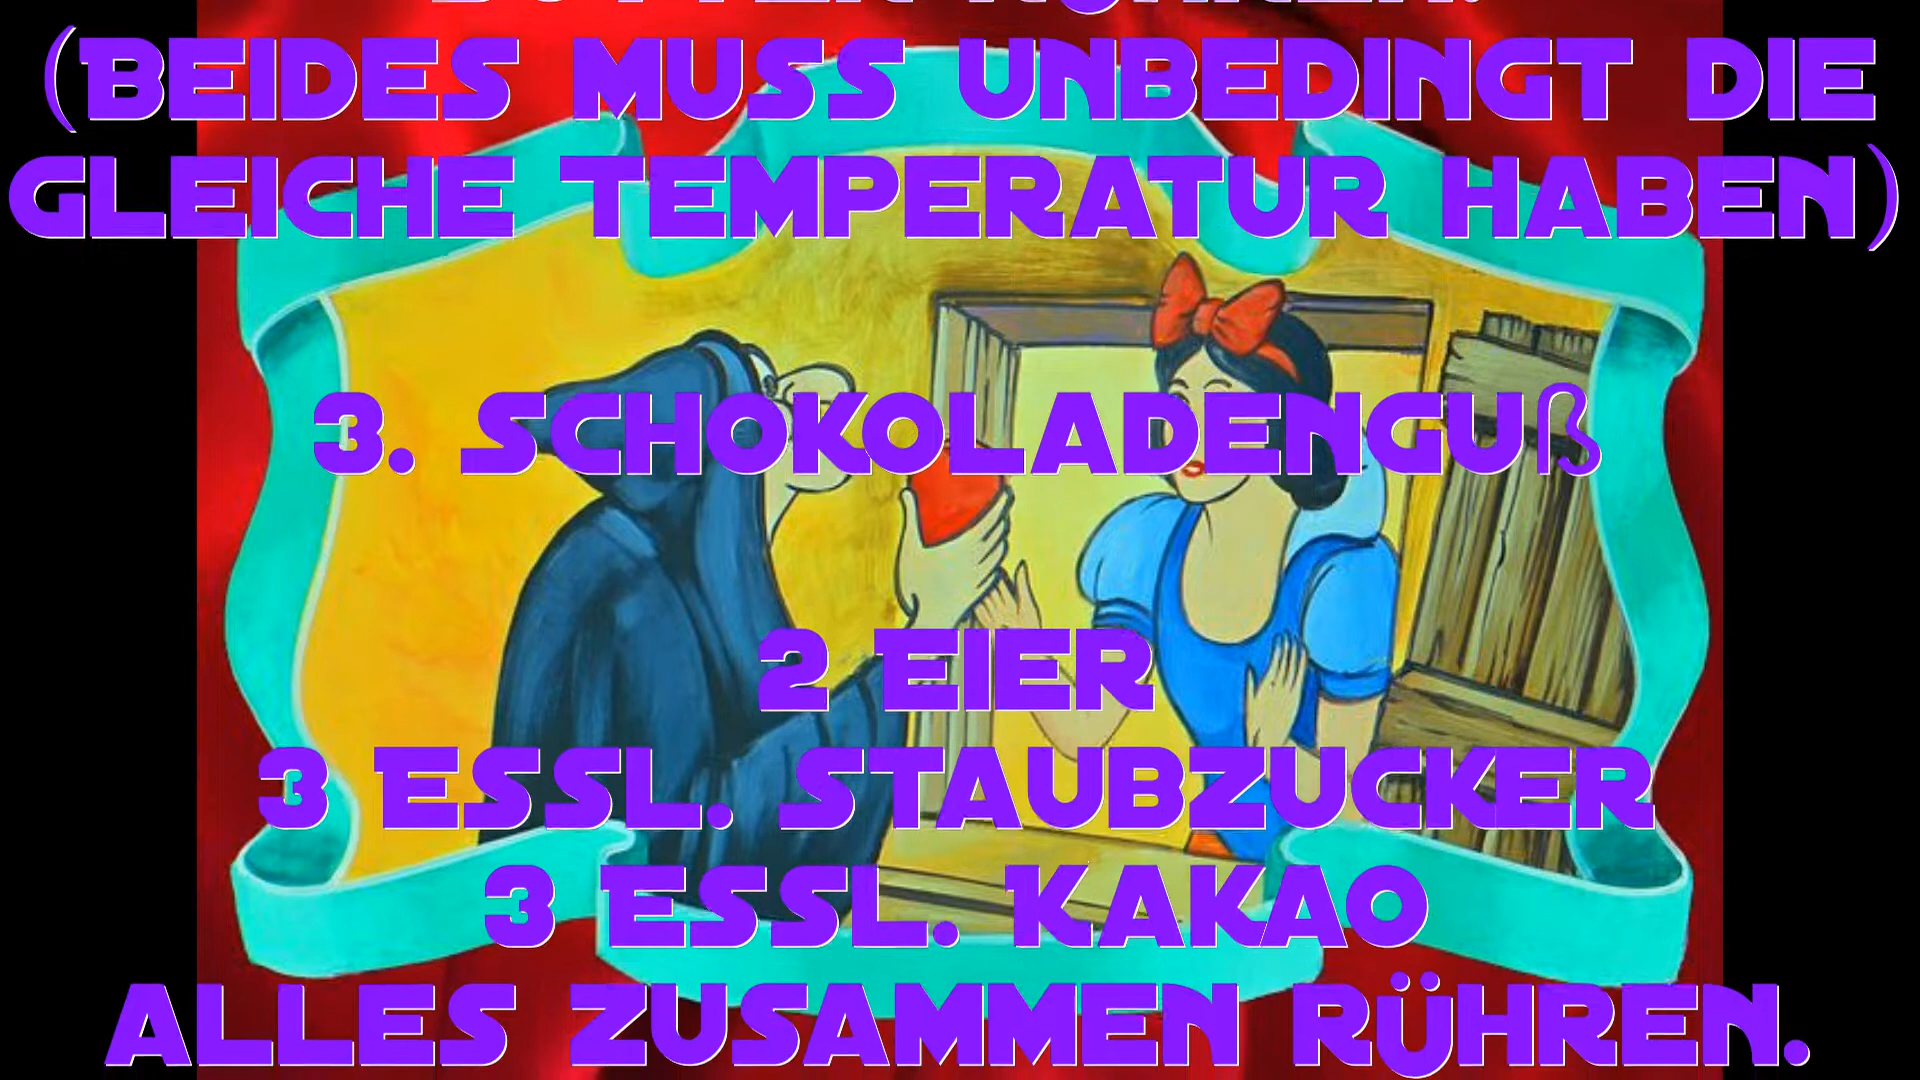 (Beides muss unbedingt die
gleiche Temperatur haben)
3. Schokoladenguß
2 Eier
3 Essl. Staubzucker
3 Essl. Kakao
Alles zusammen rühren.